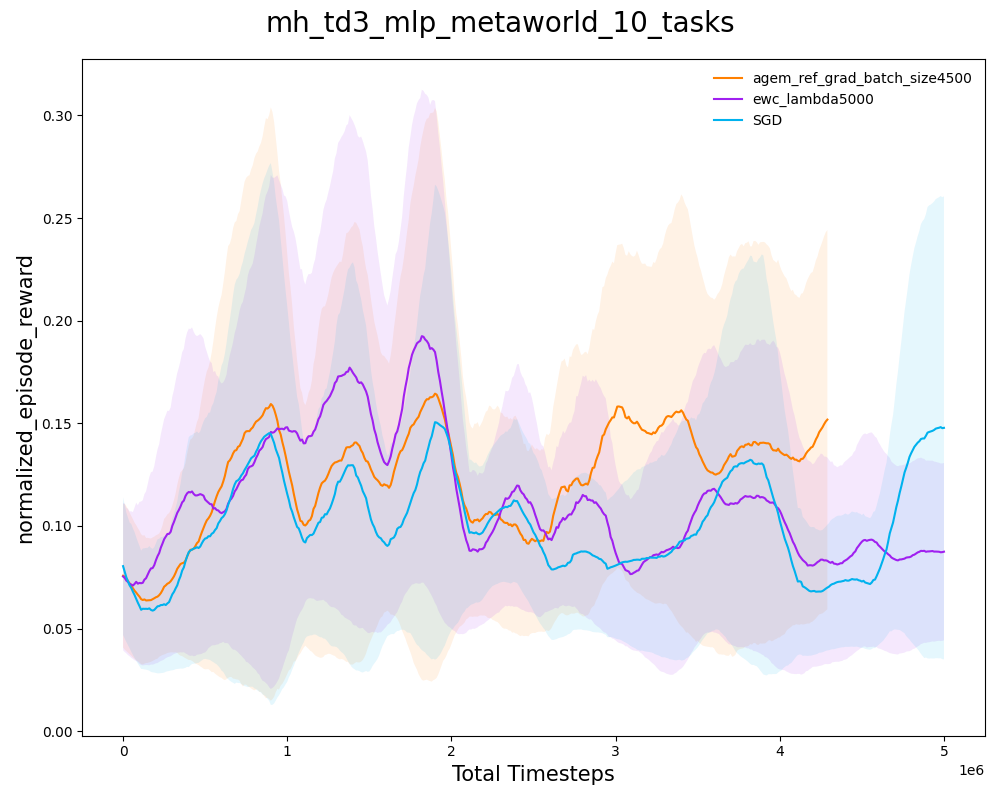 mh_td3_mlp_metaworld_10_tasks
agem_ref_grad_batch_size4500
ewc_lambda5000
SGD
normalized_episode_reward
0.30
0.25
0.20
0.15
0.10
0.05
0.00
0 1 2 3 4 5
1e6
Total Timesteps